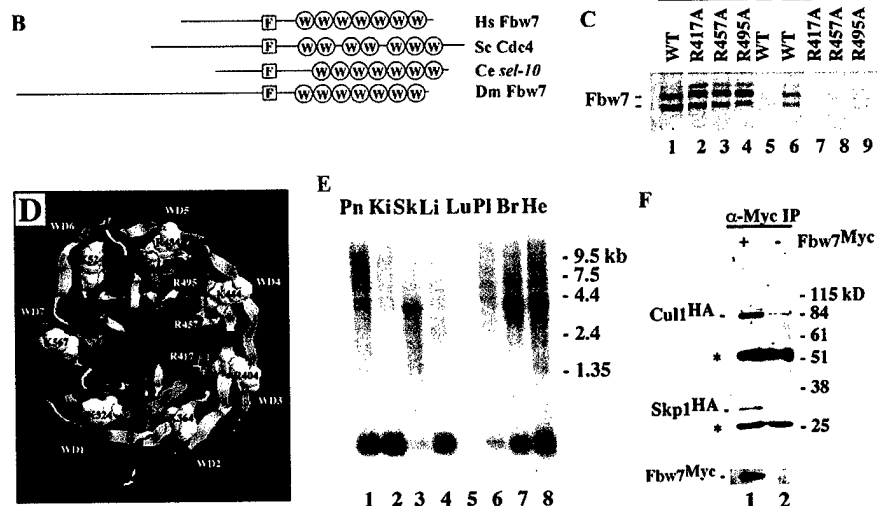 B
F W W W W W W W Hs Fbw7
F W W W W W W W Sc Cdc4
F W W W W W W W Ce sel-10
F W W W W W W W Dm Fbw7
C
WT R417A R457A R495A WT WT R417A R457A R495A
Fbw7
1 2 3 4 5 6 7 8 9
D
WD5
WD6
R495
WD4
WD7
R457
R417
R404
WD3
WD1
WD2
E
Pn Ki Sk Li Lu Pl Br He
- 9.5 kb
- 7.5
- 4.4
- 2.4
- 1.35
1 2 3 4 5 6 7 8
F
α-Myc IP
+ - Fbw7Myc
- 115 kD
Cul1HA - 84
- 61
* - 51
- 38
Skp1HA
* - 25
Fbw7Myc
1 2